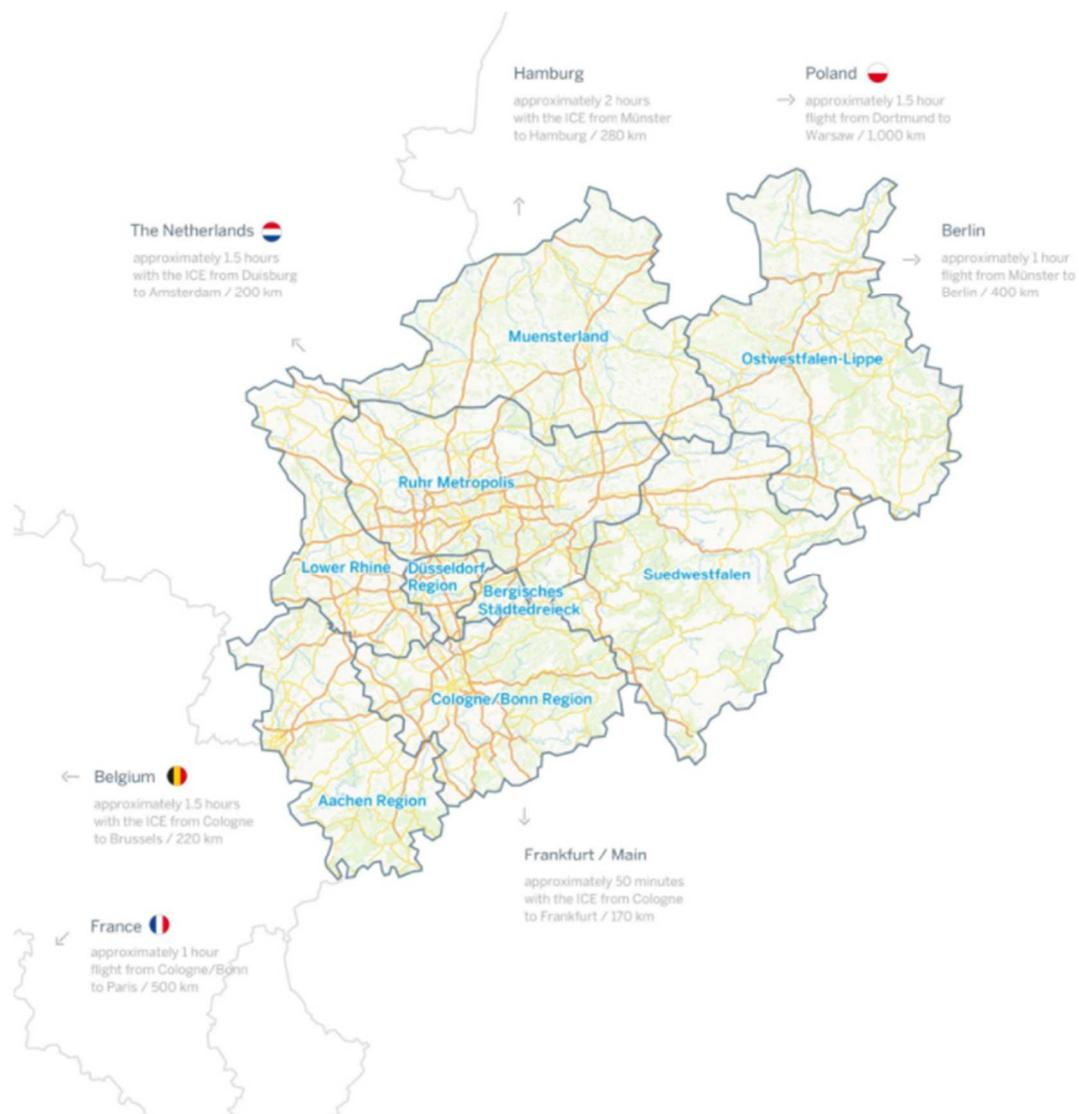 Hamburg
approximately 2 hours
with the ICE from Münster
to Hamburg / 280 km
Poland
approximately 1.5 hour
flight from Dortmund to
Warsaw / 1,000 km
The Netherlands
approximately 1.5 hours
with the ICE from Duisburg
to Amsterdam / 200 km
Berlin
approximately 1 hour
flight from Münster to
Berlin / 400 km
Muensterland
Ostwestfalen-Lippe
Ruhr Metropolis
Lower Rhine
Düsseldorf
Region
Bergisches
Städtedreieck
Suedwestfalen
Cologne/Bonn Region
Aachen Region
Belgium
approximately 1.5 hours
with the ICE from Cologne
to Brussels / 220 km
Frankfurt / Main
approximately 50 minutes
with the ICE from Cologne
to Frankfurt / 170 km
France
approximately 1 hour
flight from Cologne/Bonn
to Paris / 500 km